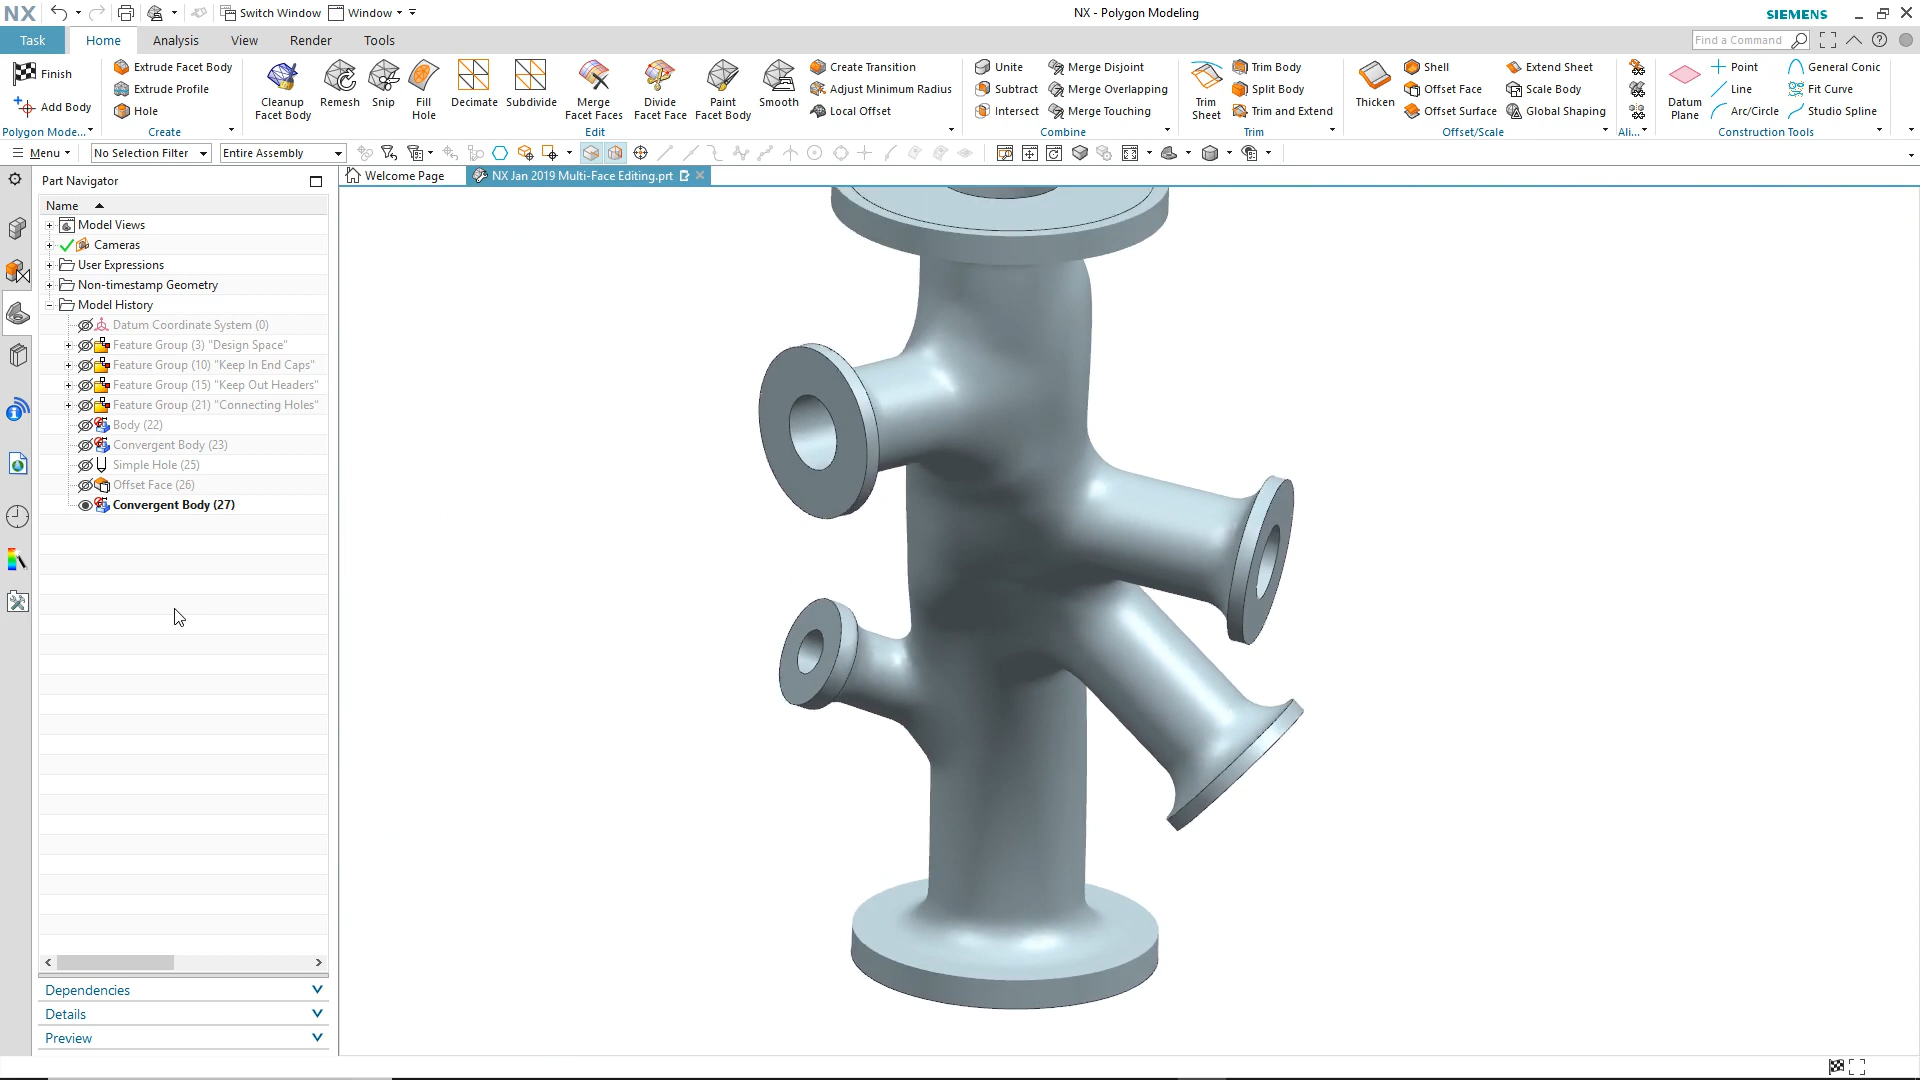 NX Switch Window Window NX - Polygon Modeling SIEMENS
Task Home Analysis View Render Tools Find a Command
Finish Extrude Facet Body Create Transition Unite Merge Disjoint Trim Body Shell Extend Sheet Point General Conic
Extrude Profile Adjust Minimum Radius Subtract Merge Overlapping Split Body Offset Face Scale Body Line Fit Curve
Add Body Hole Cleanup Facet Body Remesh Snip Fill Hole Decimate Subdivide Merge Facet Faces Divide Facet Face Paint Facet Body Smooth Local Offset Intersect Merge Touching Trim Sheet Trim and Extend Thicken Offset Surface Global Shaping Datum Plane Arc/Circle Studio Spline
Polygon Mode... Create Edit Combine Trim Offset/Scale Ali... Construction Tools
Menu No Selection Filter Entire Assembly
Part Navigator Welcome Page NX Jan 2019 Multi-Face Editing.prt
Name
Model Views
Cameras
User Expressions
Non-timestamp Geometry
Model History
Datum Coordinate System (0)
Feature Group (3) "Design Space"
Feature Group (10) "Keep In End Caps"
Feature Group (15) "Keep Out Headers"
Feature Group (21) "Connecting Holes"
Body (22)
Convergent Body (23)
Simple Hole (25)
Offset Face (26)
Convergent Body (27)
Dependencies
Details
Preview